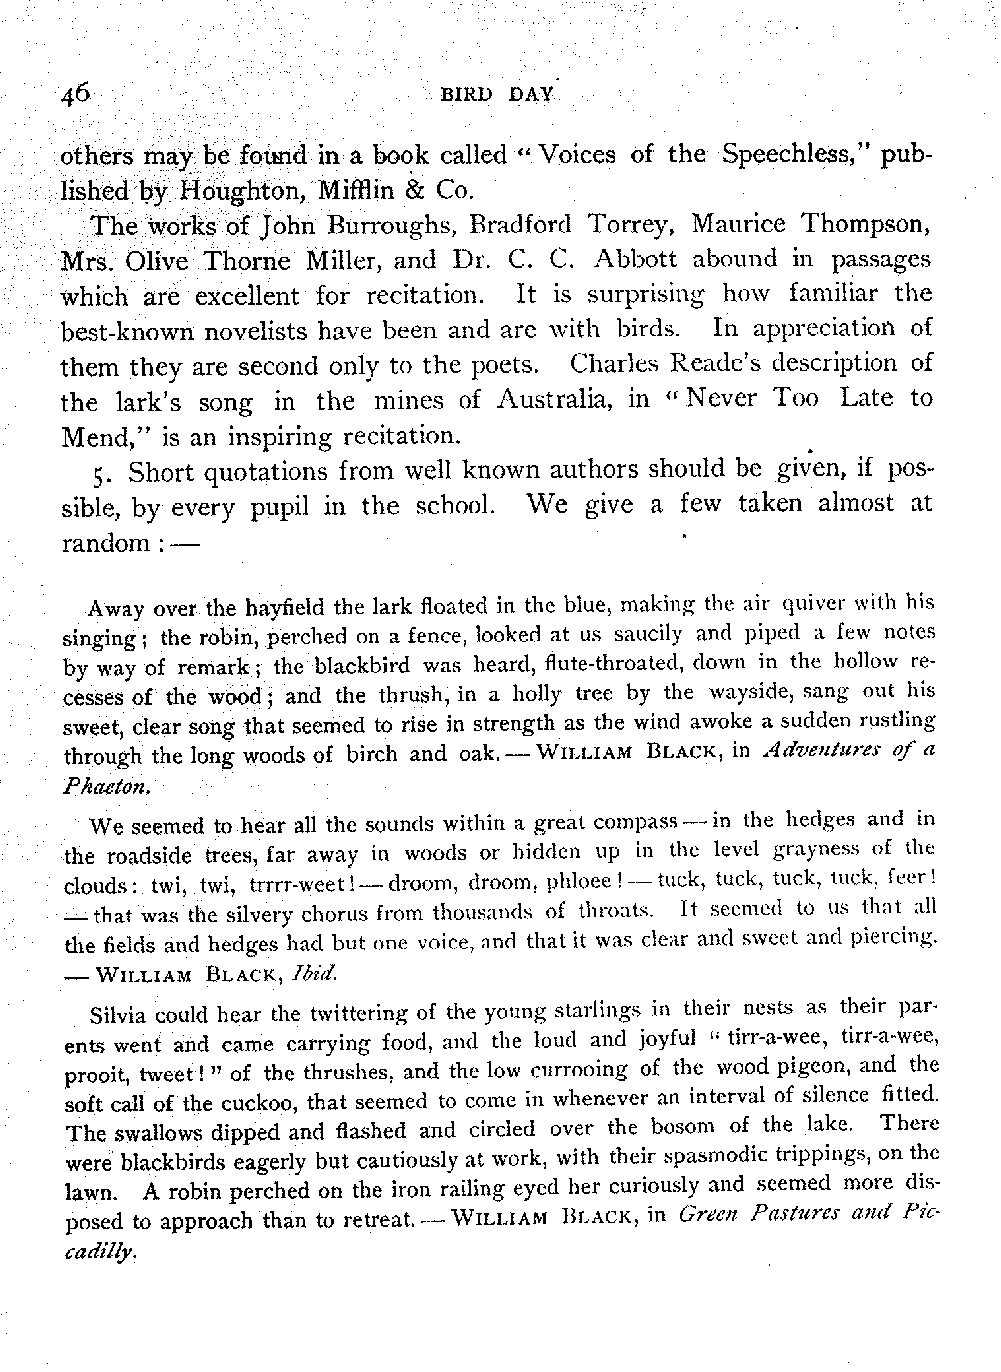 46 BIRD DAY
others may be found in a book called “ Voices of the Speechless,” pub-
lished by Houghton, Mifflin & Co.
The works of John Burroughs, Bradford Torrey, Maurice Thompson,
Mrs. Olive Thorne Miller, and Dr. C. C. Abbott abound in passages
which are excellent for recitation. It is surprising how familiar the
best-known novelists have been and are with birds. In appreciation of
them they are second only to the poets. Charles Reade’s description of
the lark’s song in the mines of Australia, in “ Never Too Late to
Mend,” is an inspiring recitation.
5. Short quotations from well known authors should be given, if pos-
sible, by every pupil in the school. We give a few taken almost at
random : —
Away over the hayfield the lark floated in the blue, making the air quiver with his
singing ; the robin, perched on a fence, looked at us saucily and piped a few notes
by way of remark ; the blackbird was heard, flute-throated, down in the hollow re-
cesses of the wood ; and the thrush, in a holly tree by the wayside, sang out his
sweet, clear song that seemed to rise in strength as the wind awoke a sudden rustling
through the long woods of birch and oak. — WILLIAM BLACK, in Adventures of a
Phaeton.
We seemed to hear all the sounds within a great compass — in the hedges and in
the roadside trees, far away in woods or hidden up in the level grayness of the
clouds : twi, twi, trrrr-weet ! — droom, droom, phloee ! — tuck, tuck, tuck, tuck, feer !
— that was the silvery chorus from thousands of throats. It seemed to us that all
the fields and hedges had but one voice, and that it was clear and sweet and piercing.
— WILLIAM BLACK, Ibid.
Silvia could hear the twittering of the young starlings in their nests as their par-
ents went and came carrying food, and the loud and joyful “ tirr-a-wee, tirr-a-wee,
prooit, tweet ! ” of the thrushes, and the low currooing of the wood pigeon, and the
soft call of the cuckoo, that seemed to come in whenever an interval of silence fitted.
The swallows dipped and flashed and circled over the bosom of the lake. There
were blackbirds eagerly but cautiously at work, with their spasmodic trippings, on the
lawn. A robin perched on the iron railing eyed her curiously and seemed more dis-
posed to approach than to retreat. — WILLIAM BLACK, in Green Pastures and Pic-
cadilly.